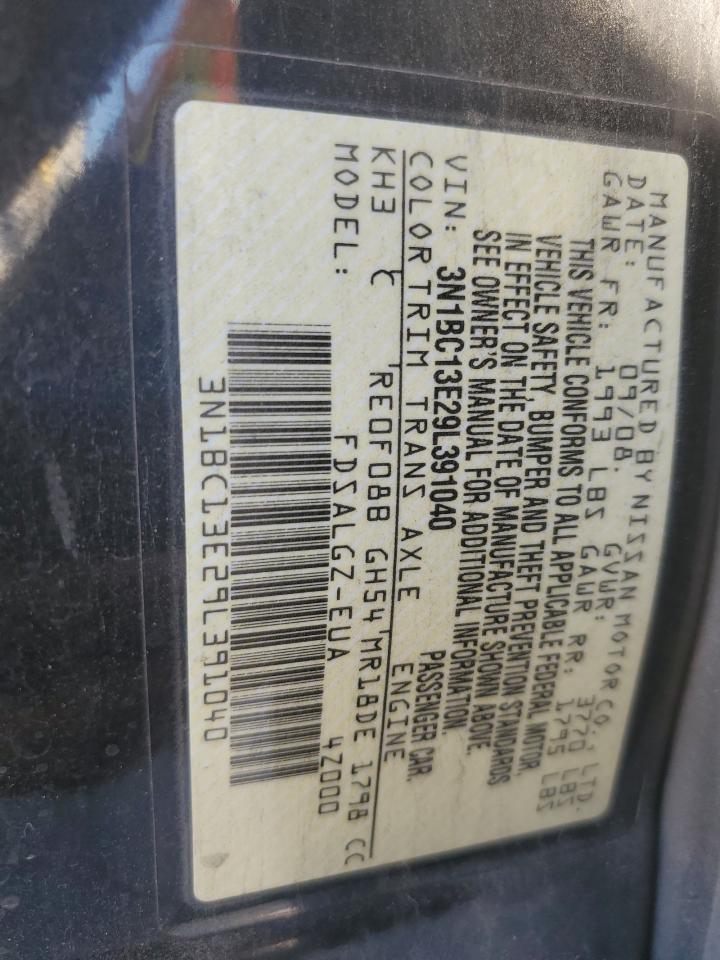 MANUFACTURED BY NISSAN MOTOR CO., LTD.
DATE: 09/08. GVWR: 3770 LBS
GAWR FR: 1993 LBS GAWR RR: 1795 LBS
THIS VEHICLE CONFORMS TO ALL APPLICABLE FEDERAL MOTOR
VEHICLE SAFETY, BUMPER AND THEFT PREVENTION STANDARDS
IN EFFECT ON THE DATE OF MANUFACTURE SHOWN ABOVE.
SEE OWNER'S MANUAL FOR ADDITIONAL INFORMATION.
VIN: 3N1BC13E29L391040 PASSENGER CAR.
COLOR TRIM TRANS AXLE ENGINE
KH3 C RE0F08B GH54 MR18DE 1798 CC
MODEL: FDSALGZ-EUA 4Z000
3N1BC13E29L391040